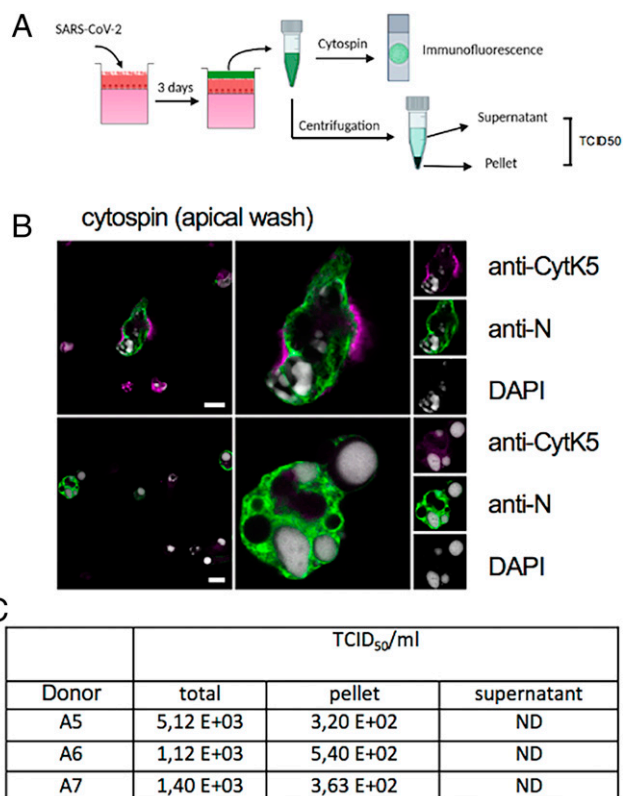 A
SARS-CoV-2
3 days
Cytospin
Immunofluorescence
Centrifugation
Supernatant
Pellet
TCID50
B
cytospin (apical wash)
anti-CytK5
anti-N
DAPI
anti-CytK5
anti-N
DAPI
TCID50/ml
Donor total pellet supernatant
A5 5,12 E+03 3,20 E+02 ND
A6 1,12 E+03 5,40 E+02 ND
A7 1,40 E+03 3,63 E+02 ND